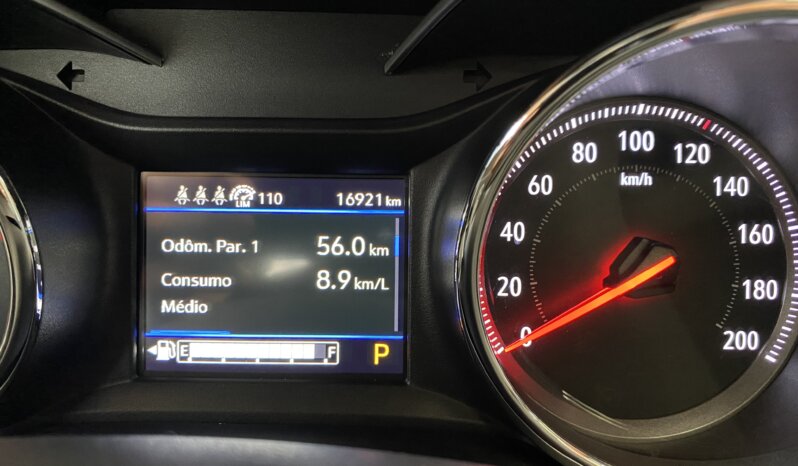 LIM 110 16921 km
Odôm. Par. 1 56.0 km
Consumo 8.9 km/L
Médio
E F P
0 20 40 60 80 100 120 140 160 180 200
km/h